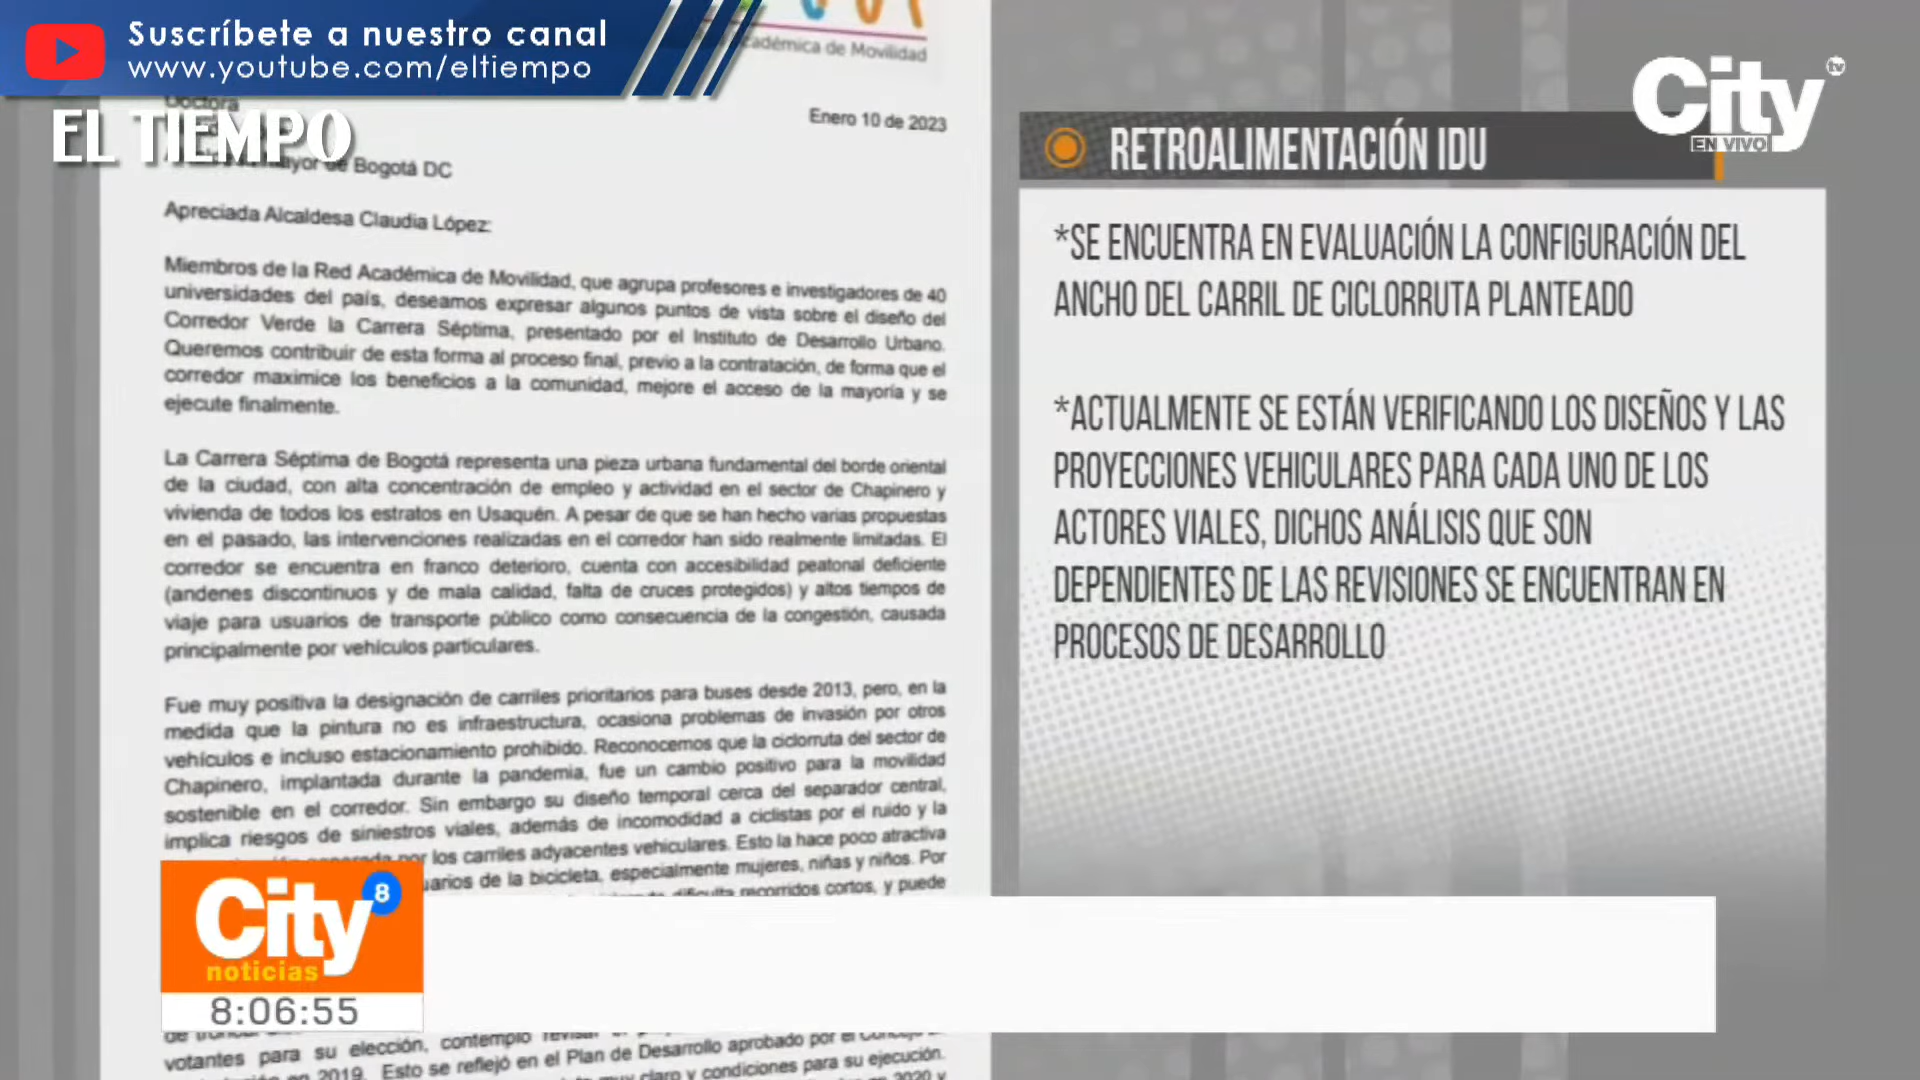 Suscríbete a nuestro canal
www.youtube.com/eltiempo
EL TIEMPO
Académica de Movilidad
Doctora
Enero 10 de 2023
mayor de Bogotá DC
Apreciada Alcaldesa Claudia López:
Miembros de la Red Académica de Movilidad, que agrupa profesores e investigadores de 40
universidades del país, deseamos expresar algunos puntos de vista sobre el diseño del
Corredor Verde la Carrera Séptima, presentado por el Instituto de Desarrollo Urbano.
Queremos contribuir de esta forma al proceso final, previo a la contratación, de forma que el
corredor maximice los beneficios a la comunidad, mejore el acceso de la mayoría y se
ejecute finalmente.
La Carrera Séptima de Bogotá representa una pieza urbana fundamental del borde oriental
de la ciudad, con alta concentración de empleo y actividad en el sector de Chapinero y
vivienda de todos los estratos en Usaquén. A pesar de que se han hecho varias propuestas
en el pasado, las intervenciones realizadas en el corredor han sido realmente limitadas. El
corredor se encuentra en franco deterioro, cuenta con accesibilidad peatonal deficiente
(andenes discontinuos y de mala calidad, falta de cruces protegidos) y altos tiempos de
viaje para usuarios de transporte público como consecuencia de la congestión, causada
principalmente por vehículos particulares.
Fue muy positiva la designación de carriles prioritarios para buses desde 2013, pero, en la
medida que la pintura no es infraestructura, ocasiona problemas de invasión por otros
vehículos e incluso estacionamiento prohibido. Reconocemos que la ciclorruta del sector de
Chapinero, implantada durante la pandemia, fue un cambio positivo para la movilidad
sostenible en el corredor. Sin embargo su diseño temporal cerca del separador central,
implica riesgos de siniestros viales, además de incomodidad a ciclistas por el ruido y la
generada por los carriles adyacentes vehiculares. Esto la hace poco atractiva
de la bicicleta, especialmente mujeres, niñas y niños. Por
dificulta recorridos cortos, y puede
votantes para su elección, contempló
en 2019. Esto se reflejó en el Plan de Desarrollo aprobado por el
muy claro y condiciones para su ejecución.
City tv
EN VIVO
RETROALIMENTACIÓN IDU
*SE ENCUENTRA EN EVALUACIÓN LA CONFIGURACIÓN DEL
ANCHO DEL CARRIL DE CICLORRUTA PLANTEADO
*ACTUALMENTE SE ESTÁN VERIFICANDO LOS DISEÑOS Y LAS
PROYECCIONES VEHICULARES PARA CADA UNO DE LOS
ACTORES VIALES, DICHOS ANÁLISIS QUE SON
DEPENDIENTES DE LAS REVISIONES SE ENCUENTRAN EN
PROCESOS DE DESARROLLO
City 8
noticias
8:06:55